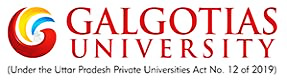 GALGOTIAS
UNIVERSITY
(Under the Uttar Pradesh Private Universities Act No. 12 of 2019)